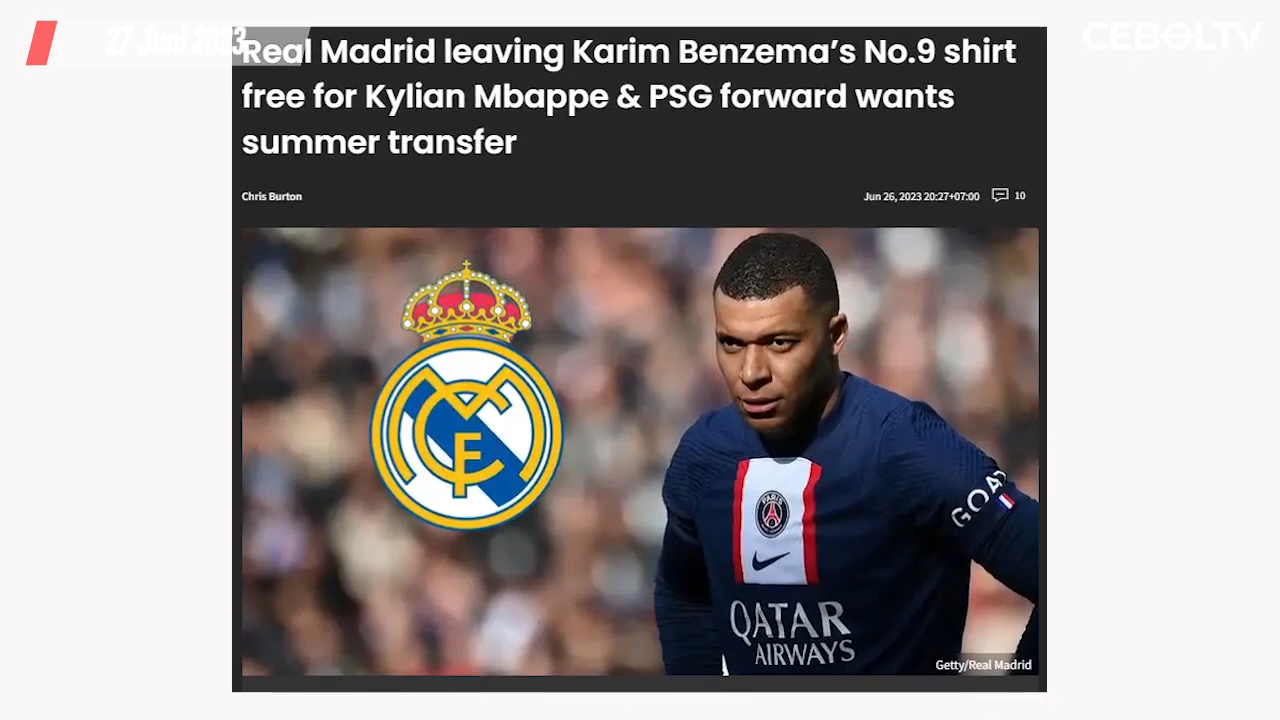 27 Juni 2023
CEBOLTV
Real Madrid leaving Karim Benzema’s No.9 shirt
free for Kylian Mbappe & PSG forward wants
summer transfer
Chris Burton
Jun 26, 2023 20:27+07:00
10
GOAT
PARIS
QATAR
AIRWAYS
Getty/Real Madrid